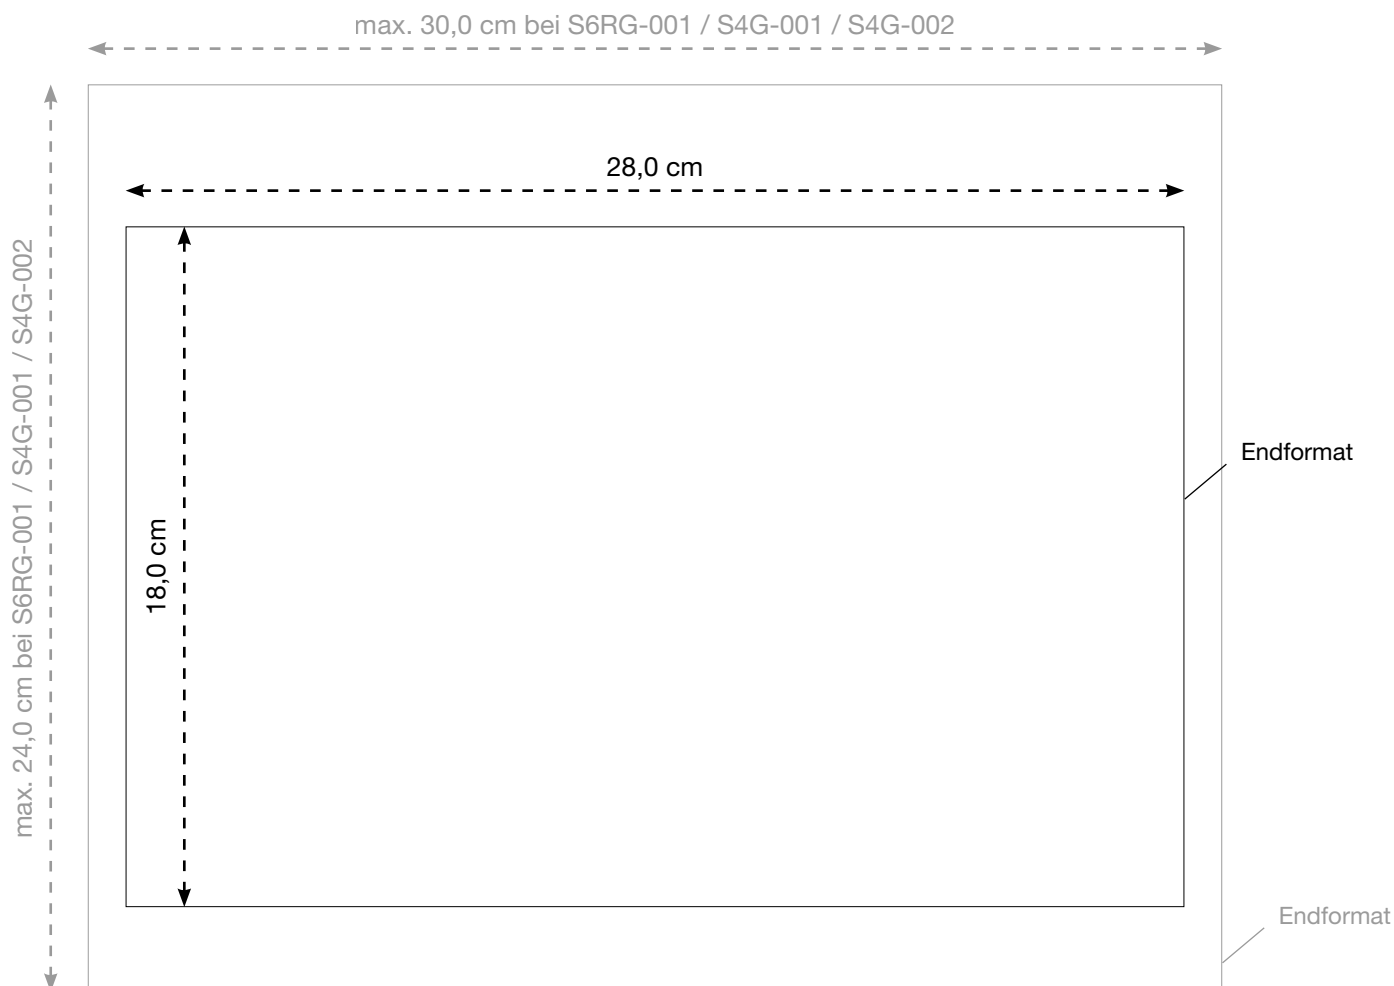 max. 30,0 cm bei S6RG-001 / S4G-001 / S4G-002
28,0 cm
max. 24,0 cm bei S6RG-001 / S4G-001 / S4G-002
18,0 cm
Endformat
Endformat